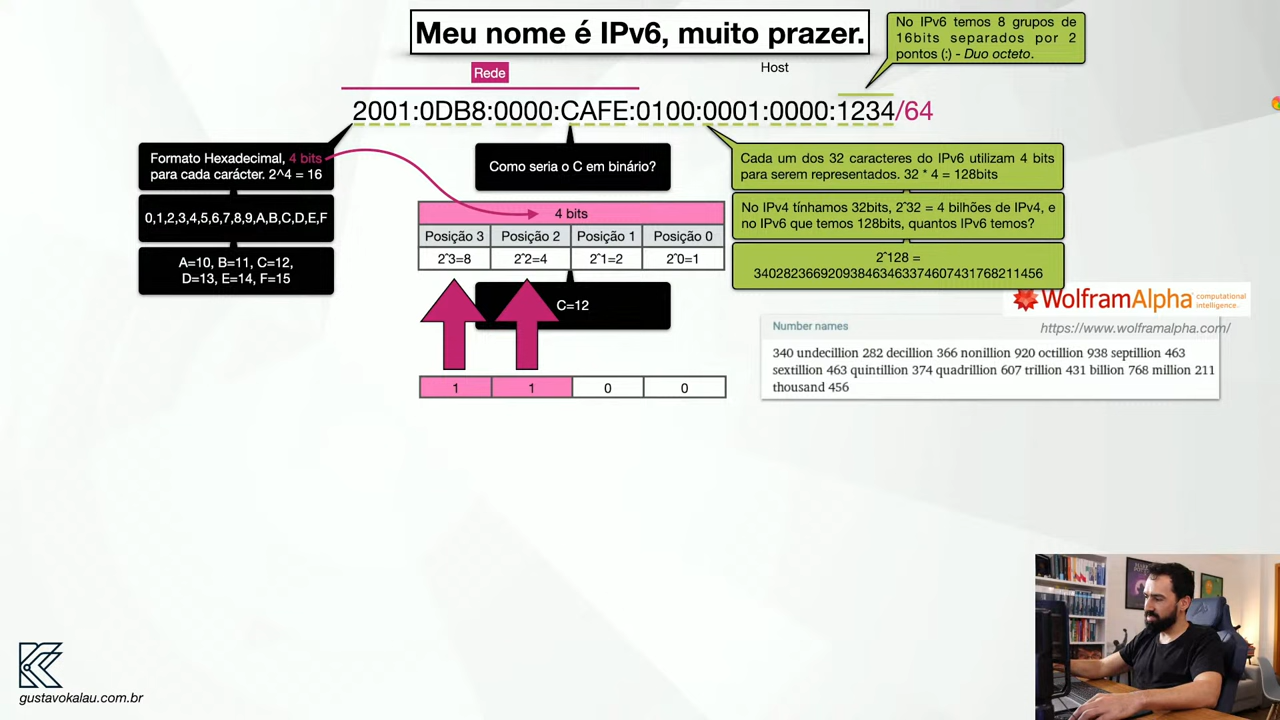 Meu nome é IPv6, muito prazer.
No IPv6 temos 8 grupos de
16bits separados por 2
pontos (:) - Duo octeto.
Rede
Host
2001:0DB8:0000:CAFE:0100:0001:0000:1234/64
Formato Hexadecimal, 4 bits
para cada carácter. 2^4 = 16
0,1,2,3,4,5,6,7,8,9,A,B,C,D,E,F
A=10, B=11, C=12,
D=13, E=14, F=15
Como seria o C em binário?
4 bits
Posição 3 Posição 2 Posição 1 Posição 0
2^3=8 2^2=4 2^1=2 2^0=1
C=12
1 1 0 0
Cada um dos 32 caracteres do IPv6 utilizam 4 bits
para serem representados. 32 * 4 = 128bits
No IPv4 tínhamos 32bits, 2^32 = 4 bilhões de IPv4, e
no IPv6 que temos 128bits, quantos IPv6 temos?
2^128 =
340282366920938463463374607431768211456
WolframAlpha computational
intelligence.
https://www.wolframalpha.com/
Number names
340 undecillion 282 decillion 366 nonillion 920 octillion 938 septillion 463
sextillion 463 quintillion 374 quadrillion 607 trillion 431 billion 768 million 211
thousand 456
gustavokalau.com.br